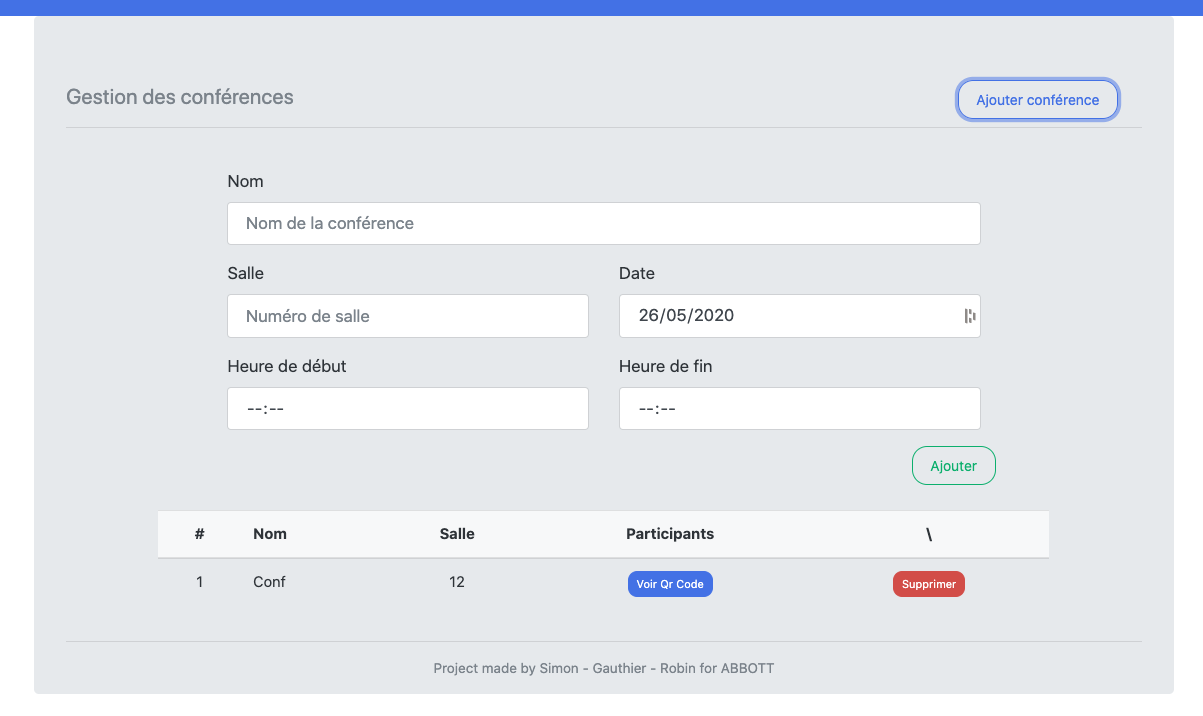 Gestion des conférences
Ajouter conférence
Nom
Nom de la conférence
Salle Date
Numéro de salle 26/05/2020
Heure de début Heure de fin
--:-- --:--
Ajouter
# Nom Salle Participants \
1 Conf 12 Voir Qr Code Supprimer
Project made by Simon - Gauthier - Robin for ABBOTT